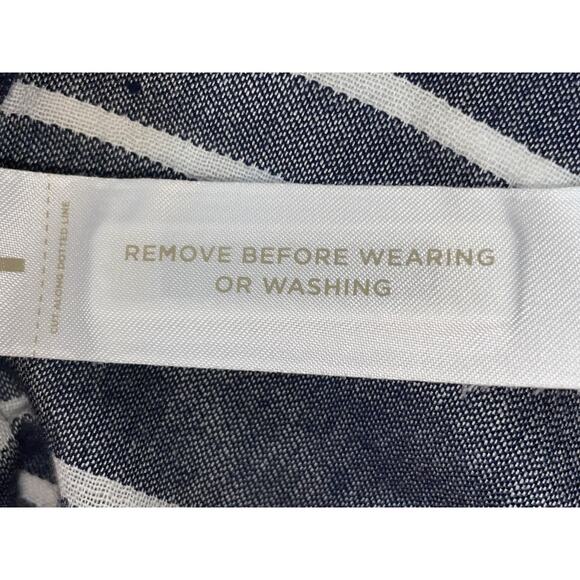 CUT ALONG DOTTED LINE
REMOVE BEFORE WEARING
OR WASHING